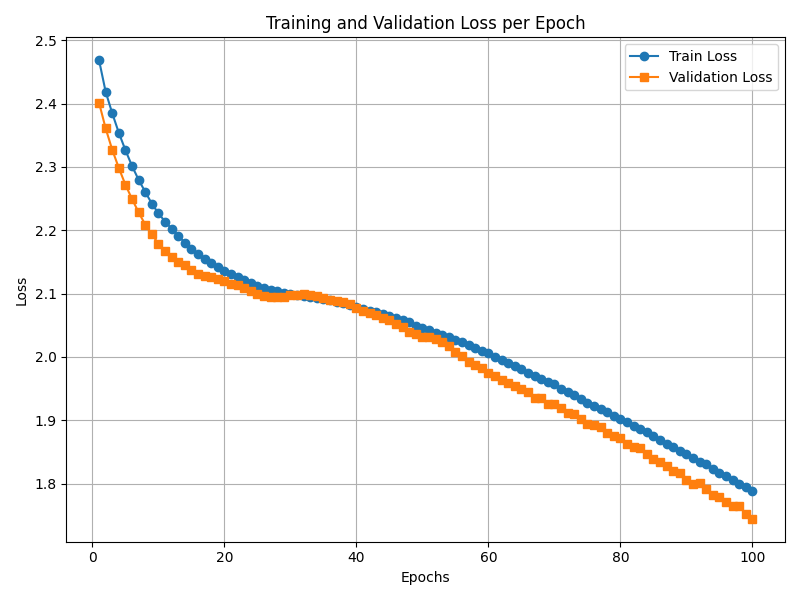 Training and Validation Loss per Epoch
Train Loss
Validation Loss
Loss
2.5
2.4
2.3
2.2
2.1
2.0
1.9
1.8
0 20 40 60 80 100
Epochs